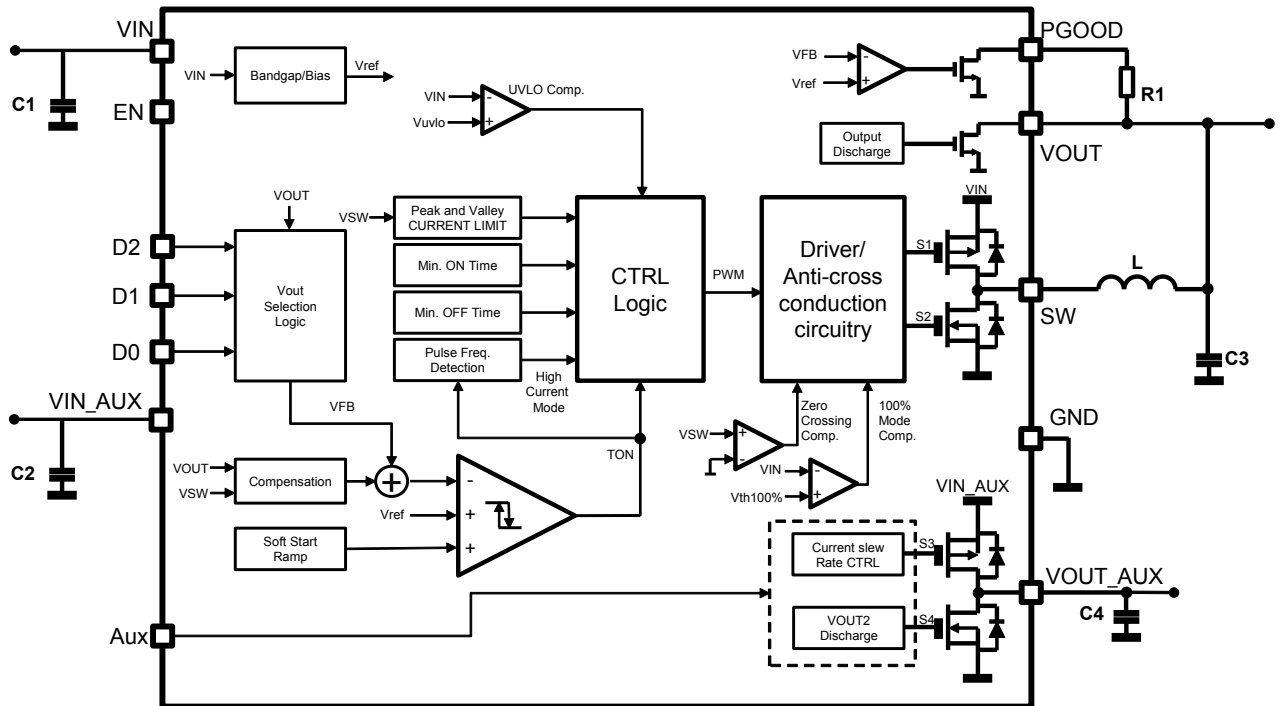 VIN
PGOOD
C1
VIN
Bandgap/Bias
Vref
UVLO Comp.
VIN
-
Vuvlo
+
VFB
-
Vref
+
R1
EN
Output
Discharge
VOUT
VOUT
VIN
D2
D1
D0
Vout
Selection
Logic
VSW
Peak and Valley
CURRENT LIMIT
Min. ON Time
Min. OFF Time
Pulse Freq.
Detection
High
Current
Mode
CTRL
Logic
PWM
Driver/
Anti-cross
conduction
circuitry
S1
S2
L
SW
C3
VIN_AUX
C2
VFB
TON
VSW
+
-
Zero
Crossing
Comp.
100%
Mode
Comp.
VIN
-
Vth100%
+
GND
VOUT
VSW
Compensation
+
-
Vref
+
+
Soft Start
Ramp
VIN_AUX
Current slew
Rate CTRL
S3
VOUT_AUX
C4
VOUT2
Discharge
S4
Aux